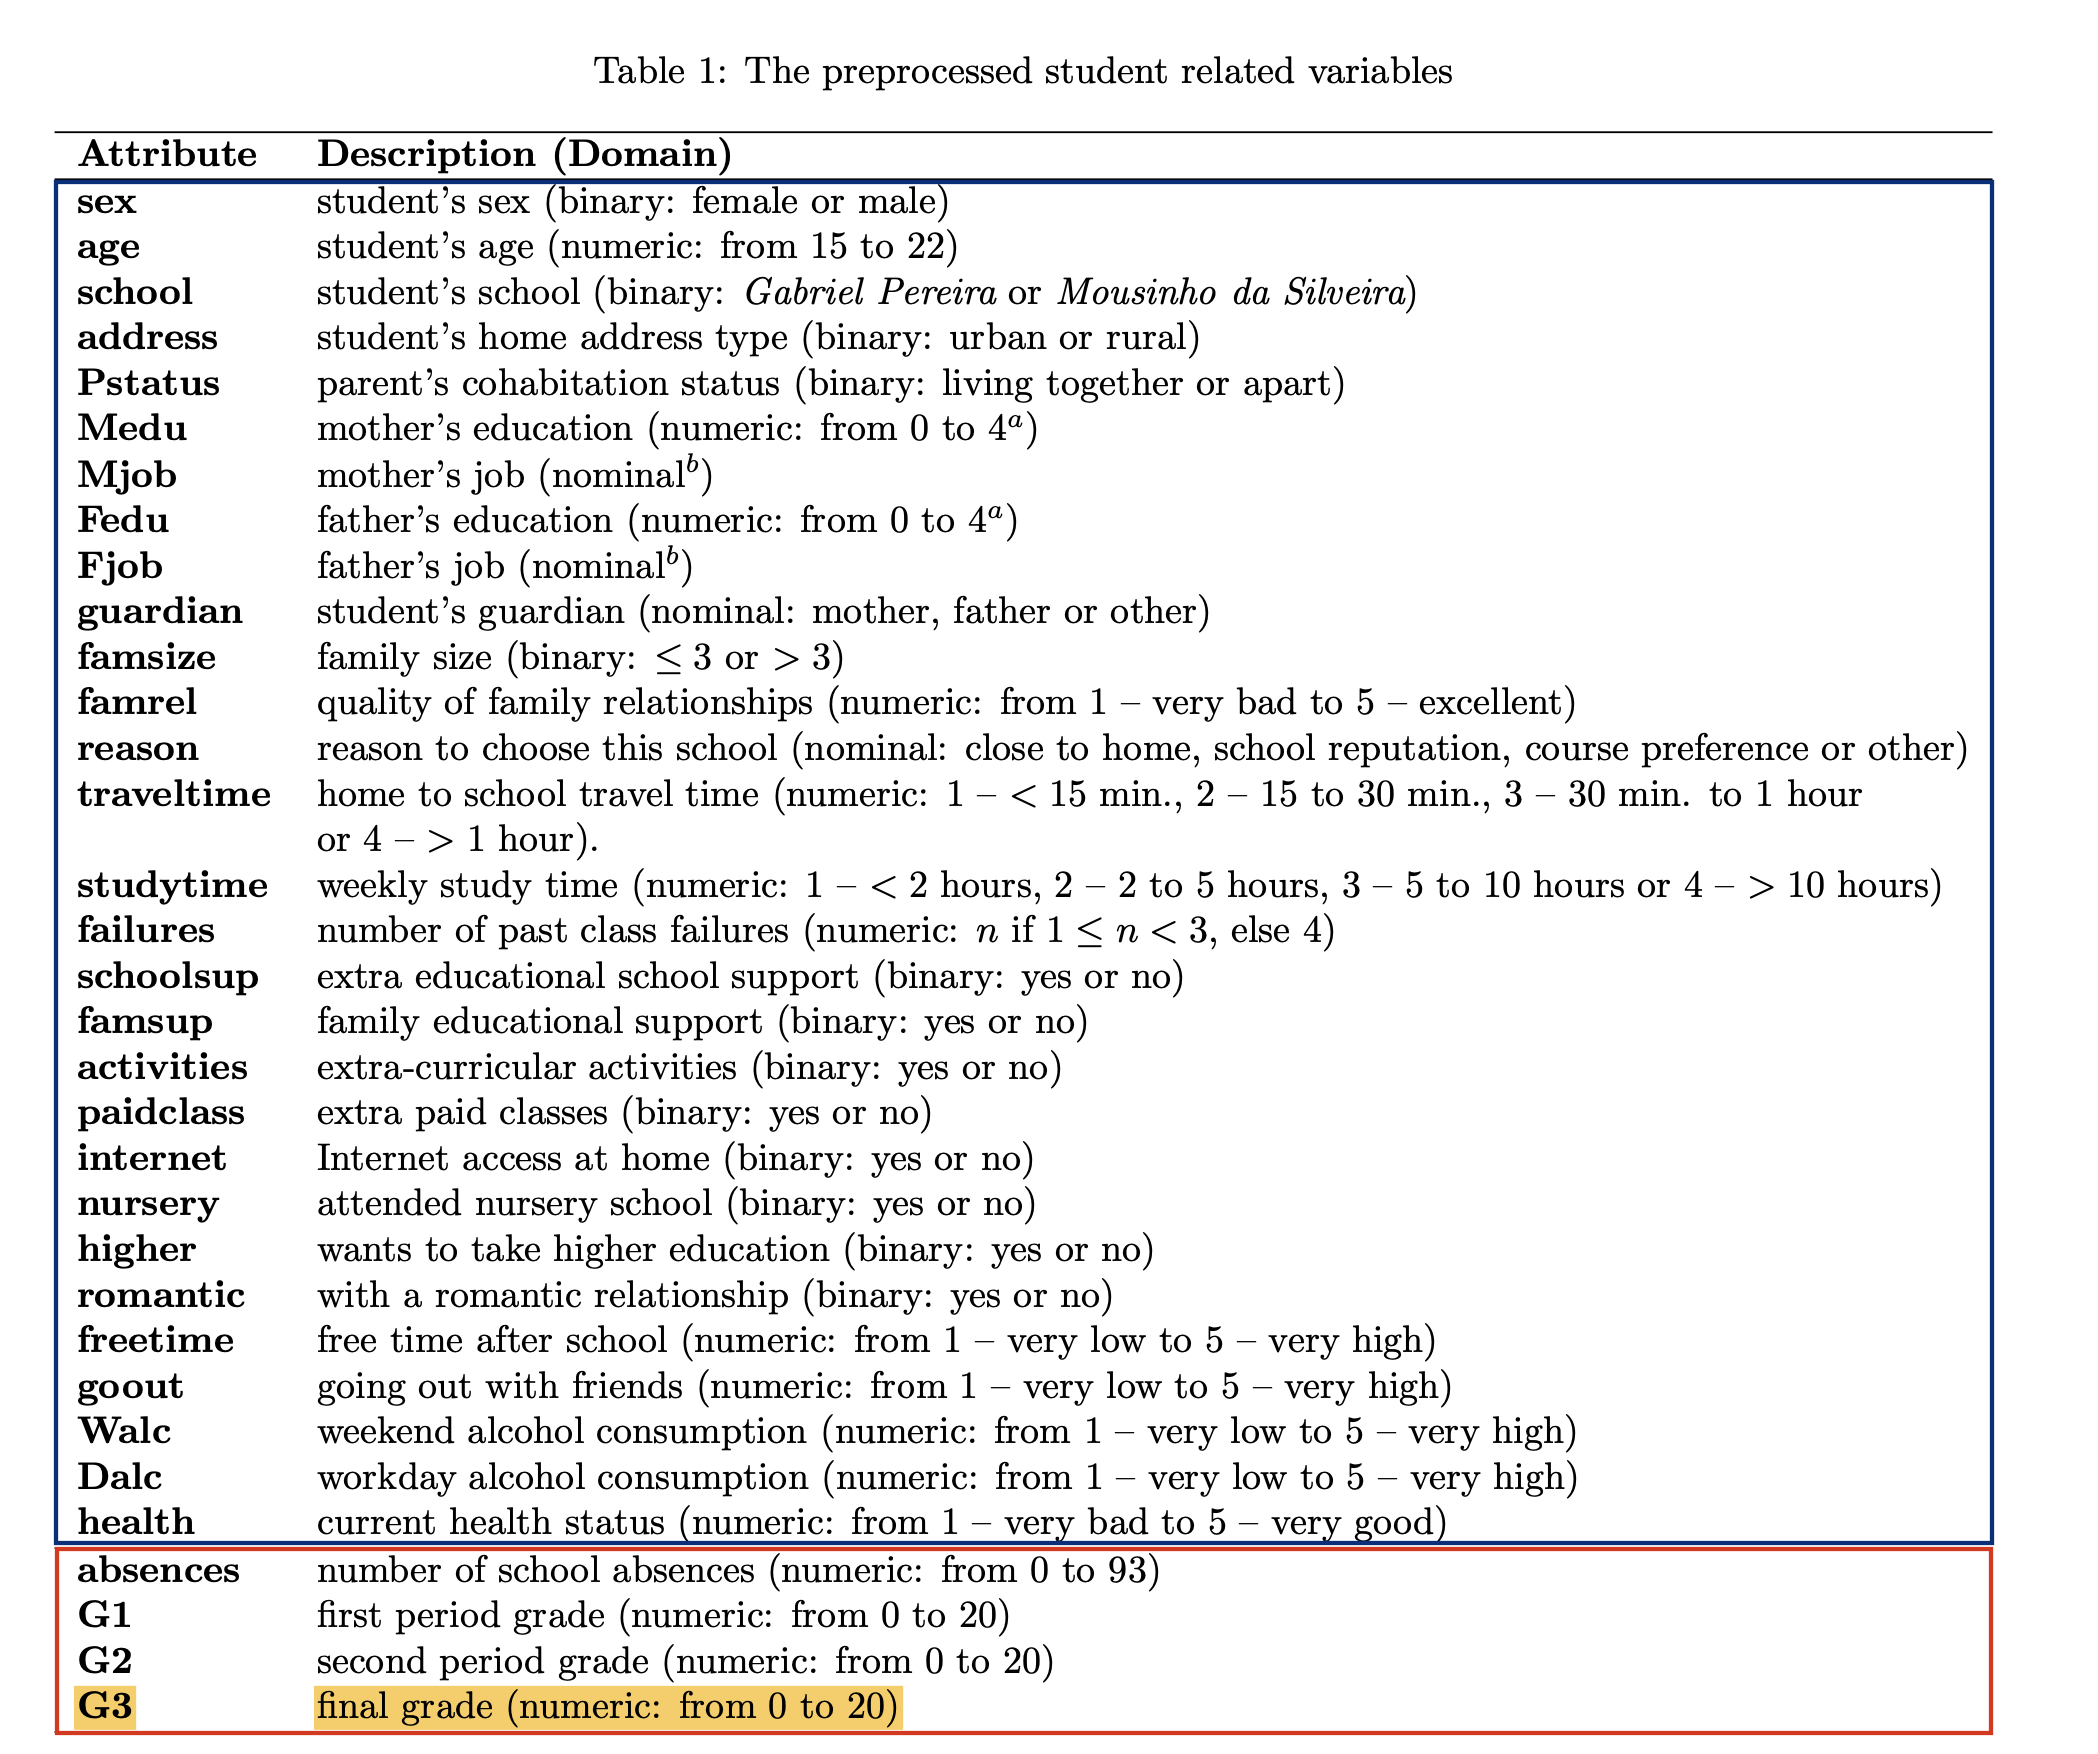 Table 1: The preprocessed student related variables
Attribute Description (Domain)
sex student’s sex (binary: female or male)
age student’s age (numeric: from 15 to 22)
school student’s school (binary: Gabriel Pereira or Mousinho da Silveira)
address student’s home address type (binary: urban or rural)
Pstatus parent’s cohabitation status (binary: living together or apart)
Medu mother’s education (numeric: from 0 to 4a)
Mjob mother’s job (nominalb)
Fedu father’s education (numeric: from 0 to 4a)
Fjob father’s job (nominalb)
guardian student’s guardian (nominal: mother, father or other)
famsize family size (binary: ≤ 3 or > 3)
famrel quality of family relationships (numeric: from 1 – very bad to 5 – excellent)
reason reason to choose this school (nominal: close to home, school reputation, course preference or other)
traveltime home to school travel time (numeric: 1 – < 15 min., 2 – 15 to 30 min., 3 – 30 min. to 1 hour
or 4 – > 1 hour).
studytime weekly study time (numeric: 1 – < 2 hours, 2 – 2 to 5 hours, 3 – 5 to 10 hours or 4 – > 10 hours)
failures number of past class failures (numeric: n if 1 ≤ n < 3, else 4)
schoolsup extra educational school support (binary: yes or no)
famsup family educational support (binary: yes or no)
activities extra-curricular activities (binary: yes or no)
paidclass extra paid classes (binary: yes or no)
internet Internet access at home (binary: yes or no)
nursery attended nursery school (binary: yes or no)
higher wants to take higher education (binary: yes or no)
romantic with a romantic relationship (binary: yes or no)
freetime free time after school (numeric: from 1 – very low to 5 – very high)
goout going out with friends (numeric: from 1 – very low to 5 – very high)
Walc weekend alcohol consumption (numeric: from 1 – very low to 5 – very high)
Dalc workday alcohol consumption (numeric: from 1 – very low to 5 – very high)
health current health status (numeric: from 1 – very bad to 5 – very good)
absences number of school absences (numeric: from 0 to 93)
G1 first period grade (numeric: from 0 to 20)
G2 second period grade (numeric: from 0 to 20)
G3 final grade (numeric: from 0 to 20)